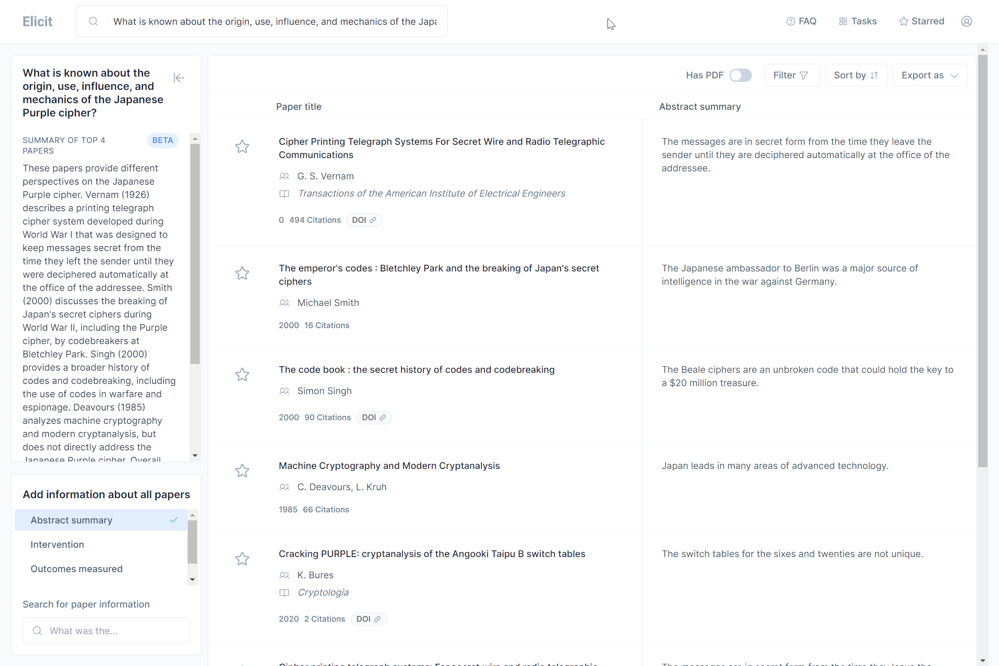 Elicit
What is known about the origin, use, influence, and mechanics of the Japa
FAQ
Tasks
Starred
What is known about the
origin, use, influence, and
mechanics of the Japanese
Purple cipher?
SUMMARY OF TOP 4
PAPERS
BETA
These papers provide different
perspectives on the Japanese
Purple cipher. Vernam (1926)
describes a printing telegraph
cipher system developed during
World War I that was designed to
keep messages secret from the
time they left the sender until they
were deciphered automatically at
the office of the addressee. Smith
(2000) discusses the breaking of
Japan's secret ciphers during
World War II, including the Purple
cipher, by codebreakers at
Bletchley Park. Singh (2000)
provides a broader history of
codes and codebreaking, including
the use of codes in warfare and
espionage. Deavours (1985)
analyzes machine cryptography
and modern cryptanalysis, but
does not directly address the
Japanese Purple cipher. Overall
Add information about all papers
Abstract summary
Intervention
Outcomes measured
Search for paper information
What was the...
Has PDF
Filter
Sort by
Export as
Paper title
Abstract summary
Cipher Printing Telegraph Systems For Secret Wire and Radio Telegraphic
Communications
G. S. Vernam
Transactions of the American Institute of Electrical Engineers
0 494 Citations DOI
The messages are in secret form from the time they leave the
sender until they are deciphered automatically at the office of the
addressee.
The emperor's codes : Bletchley Park and the breaking of Japan's secret
ciphers
Michael Smith
2000 16 Citations
The Japanese ambassador to Berlin was a major source of
intelligence in the war against Germany.
The code book : the secret history of codes and codebreaking
Simon Singh
2000 90 Citations DOI
The Beale ciphers are an unbroken code that could hold the key to
a $20 million treasure.
Machine Cryptography and Modern Cryptanalysis
C. Deavours, L. Kruh
1985 66 Citations
Japan leads in many areas of advanced technology.
Cracking PURPLE: cryptanalysis of the Angooki Taipu B switch tables
K. Bures
Cryptologia
2020 2 Citations DOI
The switch tables for the sixes and twenties are not unique.
Cipher printing telegraph systems: For secret wire and radio telegraphic
The messages are in secret form from the time they leave the